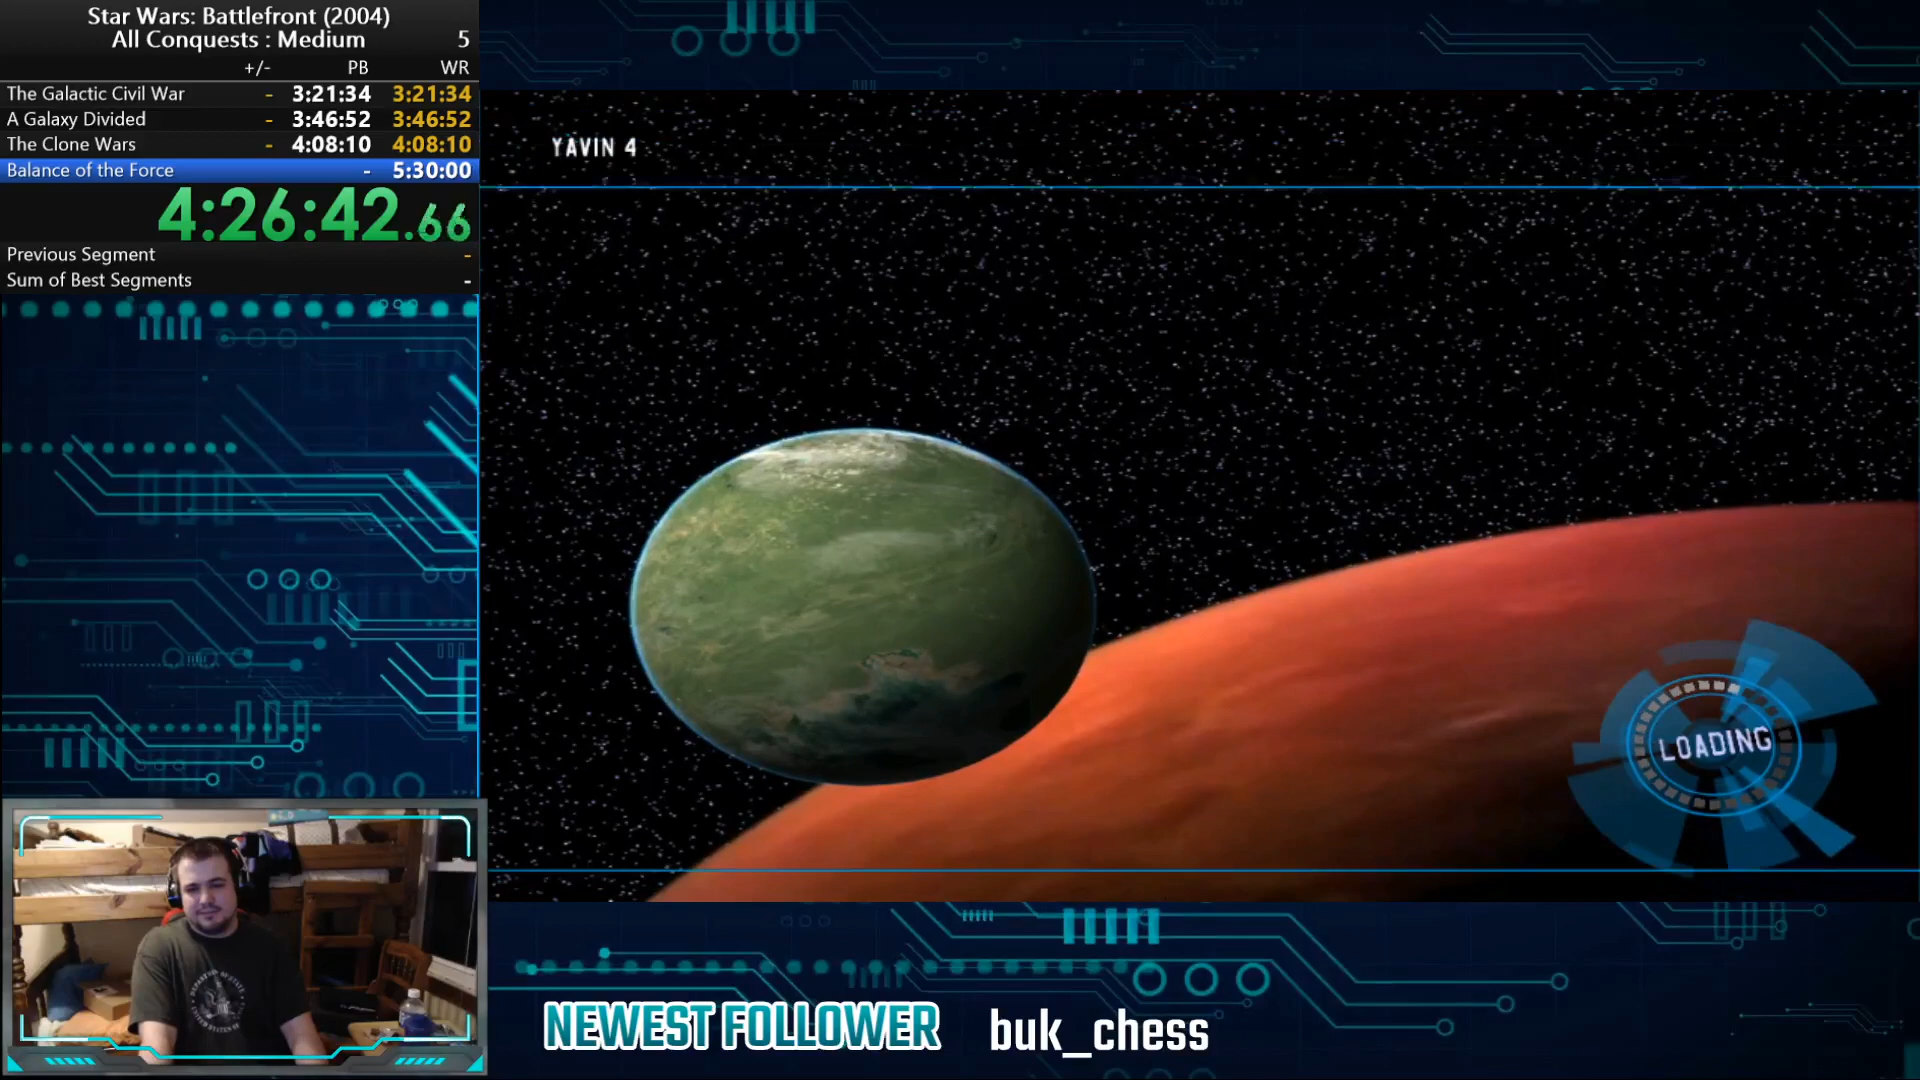 Star Wars: Battlefront (2004)
All Conquests : Medium 5
+/- PB WR
The Galactic Civil War - 3:21:34 3:21:34
A Galaxy Divided - 3:46:52 3:46:52
The Clone Wars - 4:08:10 4:08:10
Balance of the Force - 5:30:00
4:26:42.66
Previous Segment -
Sum of Best Segments -
YAVIN 4
LOADING
NEWEST FOLLOWER buk_chess